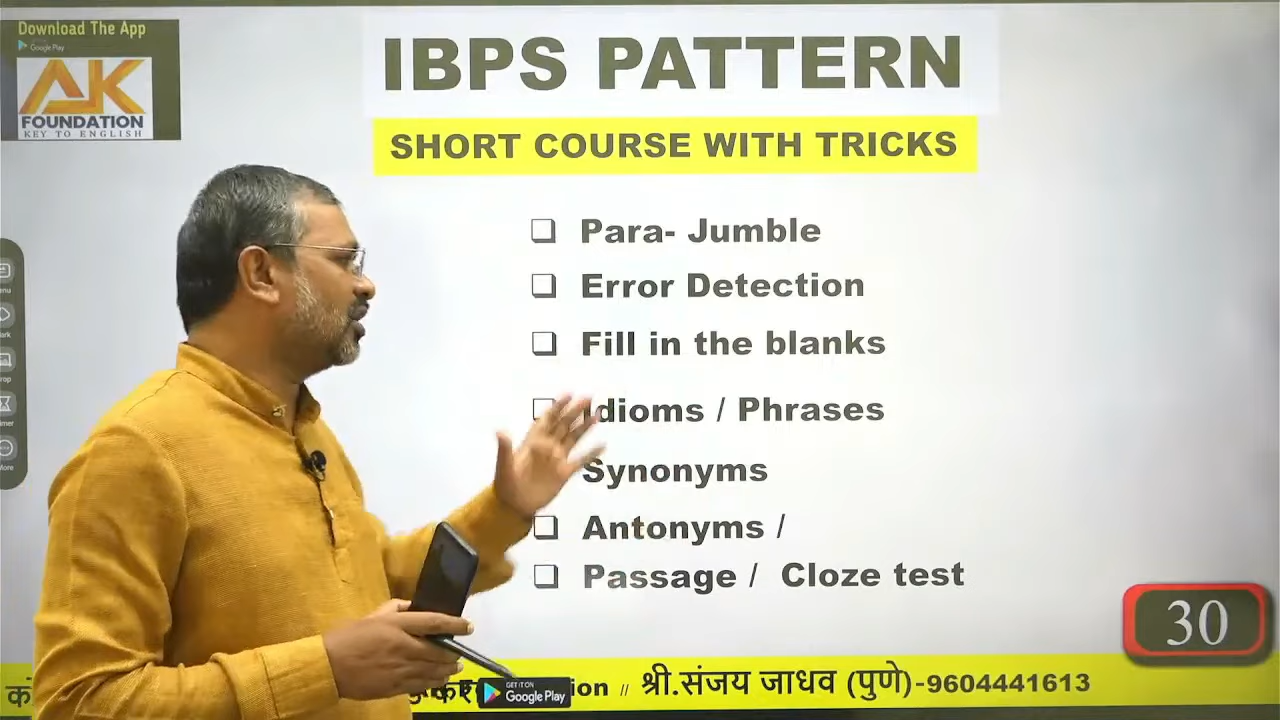 Download The App
Google Play
AK
FOUNDATION
KEY TO ENGLISH
IBPS PATTERN
SHORT COURSE WITH TRICKS
❑ Para- Jumble
❑ Error Detection
❑ Fill in the blanks
❑ Idioms / Phrases
Synonyms
❑ Antonyms /
❑ Passage / Cloze test
30
GET IT ON
Google Play
// श्री.संजय जाधव (पुणे)-9604441613